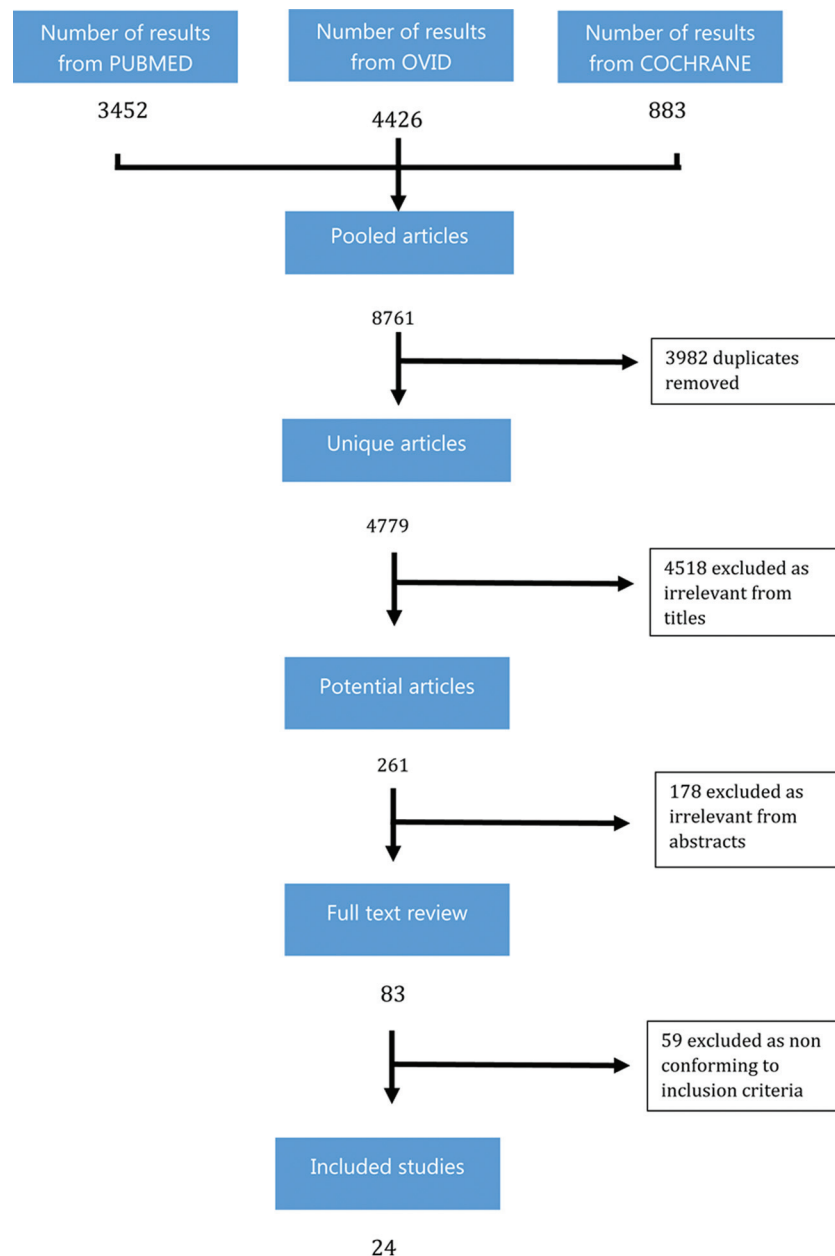 Number of results
from PUBMED
Number of results
from OVID
Number of results
from COCHRANE
3452
4426
883
Pooled articles
8761
3982 duplicates
removed
Unique articles
4779
4518 excluded as
irrelevant from
titles
Potential articles
261
178 excluded as
irrelevant from
abstracts
Full text review
83
59 excluded as non
conforming to
inclusion criteria
Included studies
24